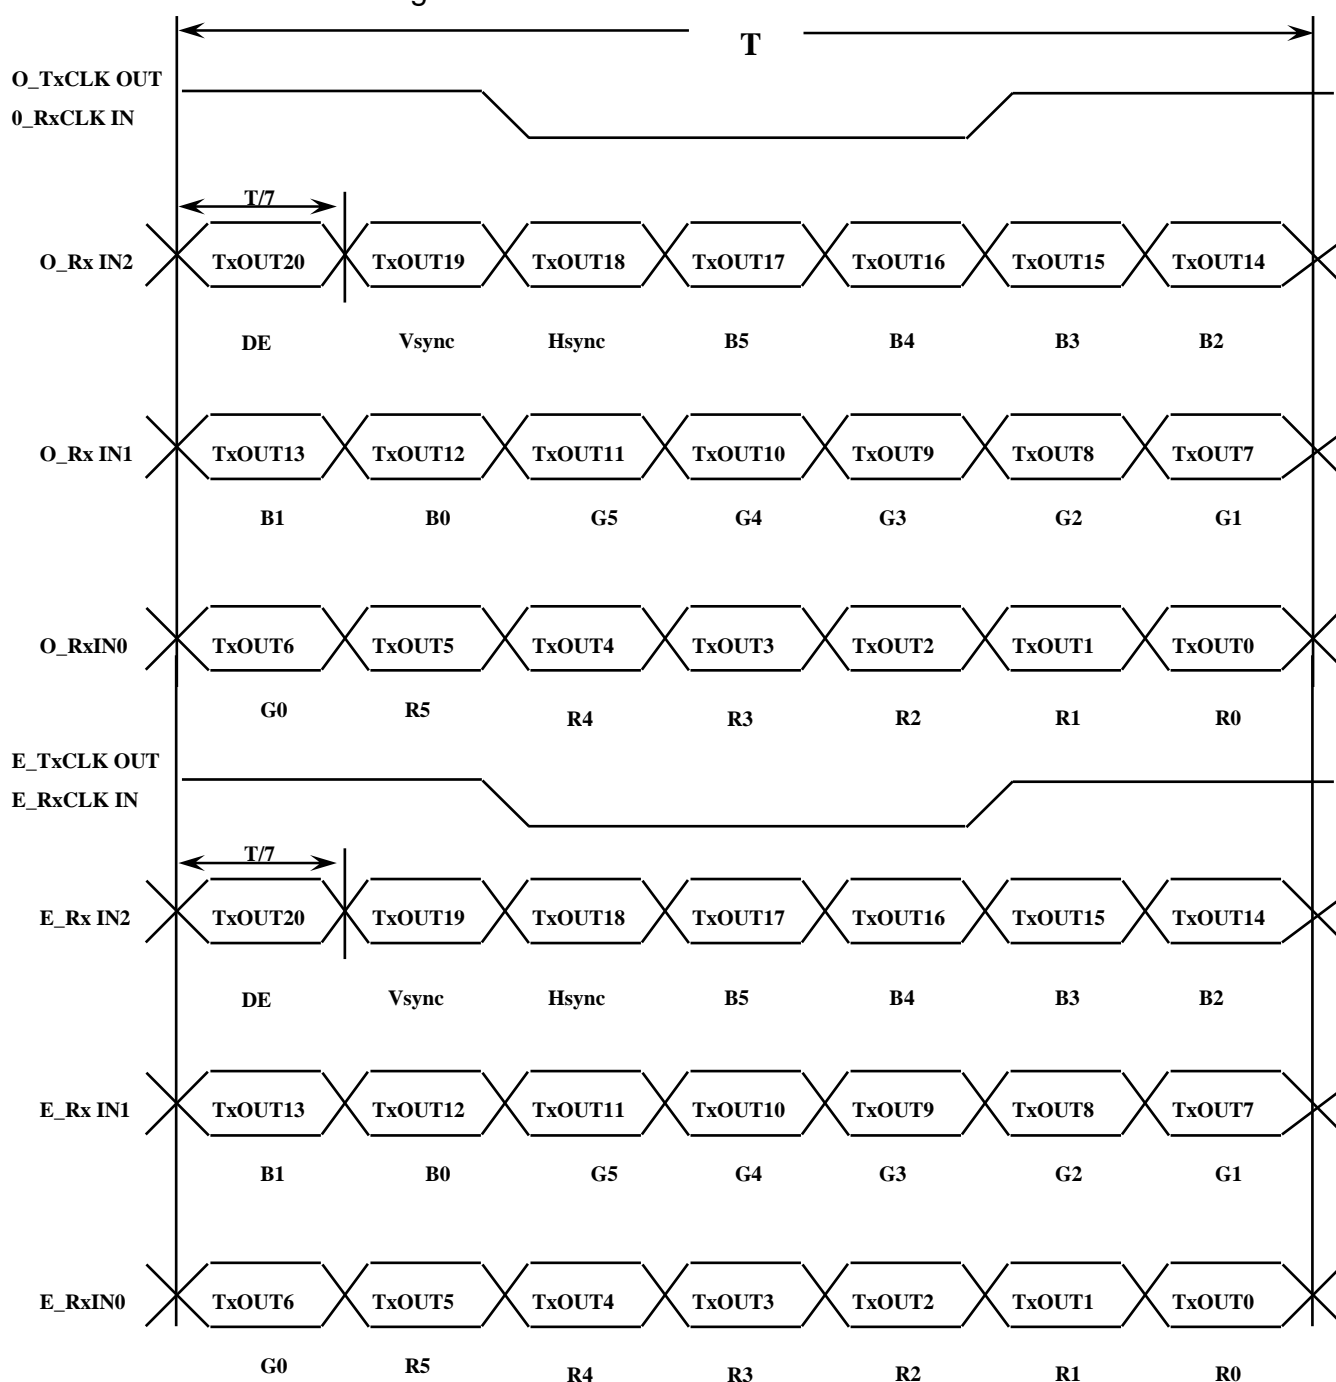 g
T
O_TxCLK OUT
0_RxCLK IN
T/7
O_Rx IN2 TxOUT20 TxOUT19 TxOUT18 TxOUT17 TxOUT16 TxOUT15 TxOUT14
DE Vsync Hsync B5 B4 B3 B2
O_Rx IN1 TxOUT13 TxOUT12 TxOUT11 TxOUT10 TxOUT9 TxOUT8 TxOUT7
B1 B0 G5 G4 G3 G2 G1
O_RxIN0 TxOUT6 TxOUT5 TxOUT4 TxOUT3 TxOUT2 TxOUT1 TxOUT0
G0 R5 R4 R3 R2 R1 R0
E_TxCLK OUT
E_RxCLK IN
T/7
E_Rx IN2 TxOUT20 TxOUT19 TxOUT18 TxOUT17 TxOUT16 TxOUT15 TxOUT14
DE Vsync Hsync B5 B4 B3 B2
E_Rx IN1 TxOUT13 TxOUT12 TxOUT11 TxOUT10 TxOUT9 TxOUT8 TxOUT7
B1 B0 G5 G4 G3 G2 G1
E_RxIN0 TxOUT6 TxOUT5 TxOUT4 TxOUT3 TxOUT2 TxOUT1 TxOUT0
G0 R5 R4 R3 R2 R1 R0